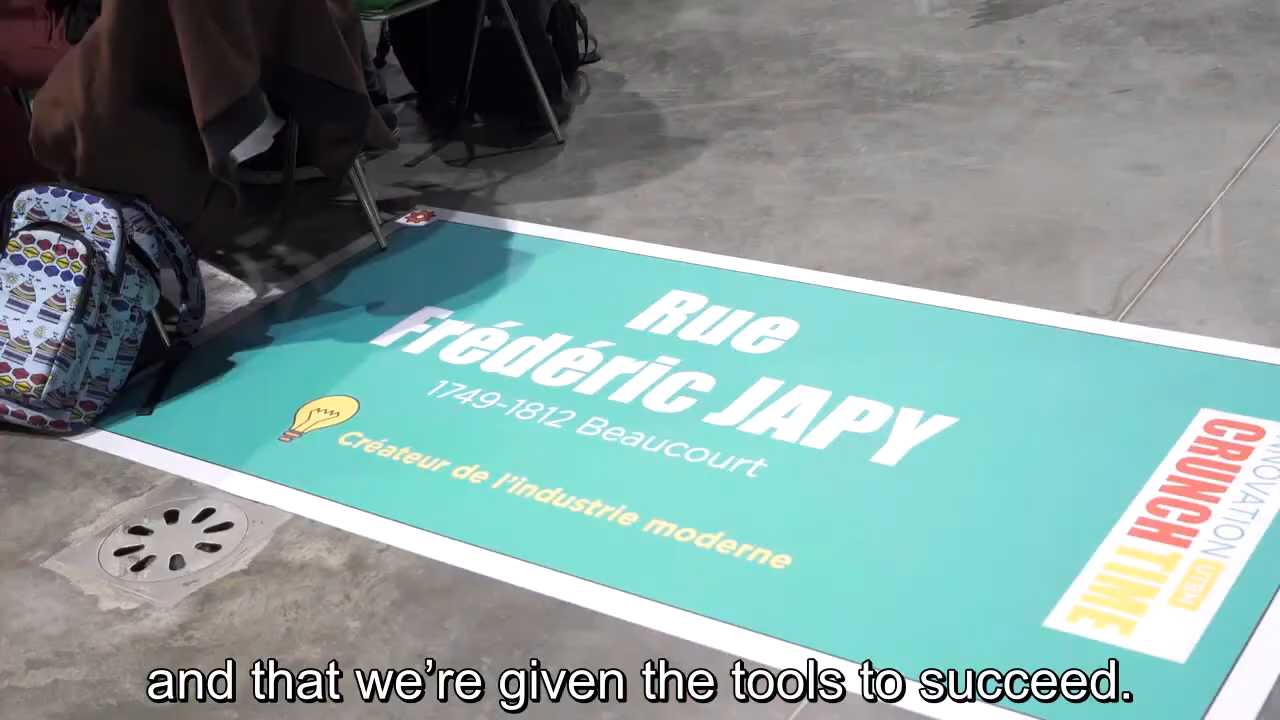 Rue
Frédéric JAPY
1749-1812 Beaucourt
Créateur de l'industrie moderne
CRUNCH TIME
UTBM
and that we’re given the tools to succeed.